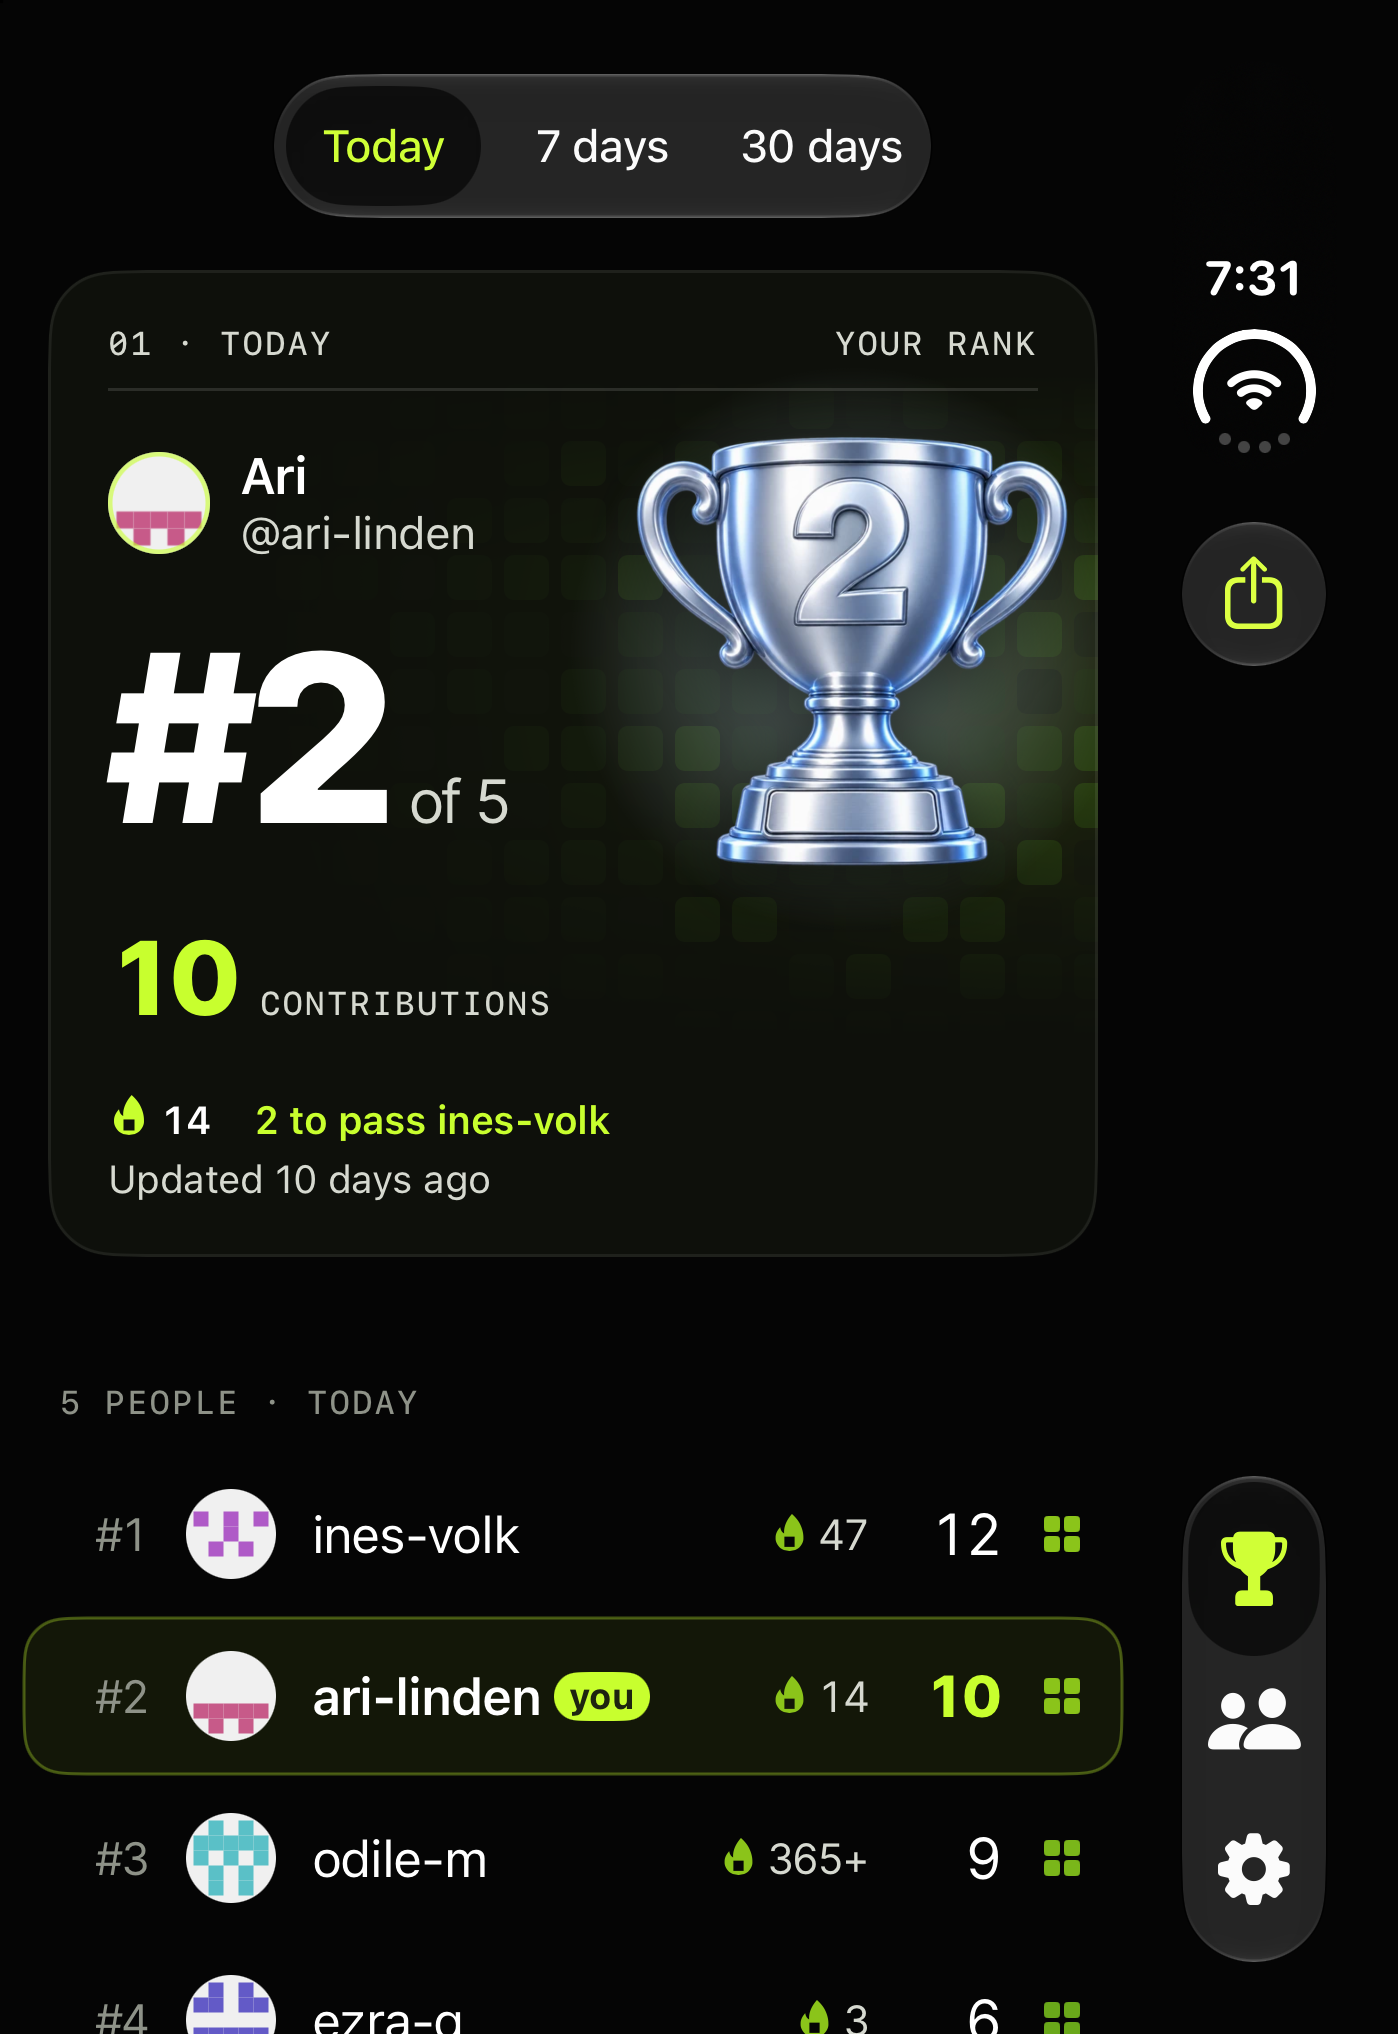 Today 7 days 30 days
7:31
01 · TODAY YOUR RANK
Ari
@ari-linden
2
#2 of 5
10 CONTRIBUTIONS
14 2 to pass ines-volk
Updated 10 days ago
5 PEOPLE · TODAY
#1 ines-volk 47 12
#2 ari-linden you 14 10
#3 odile-m 365+ 9
#4 3 6